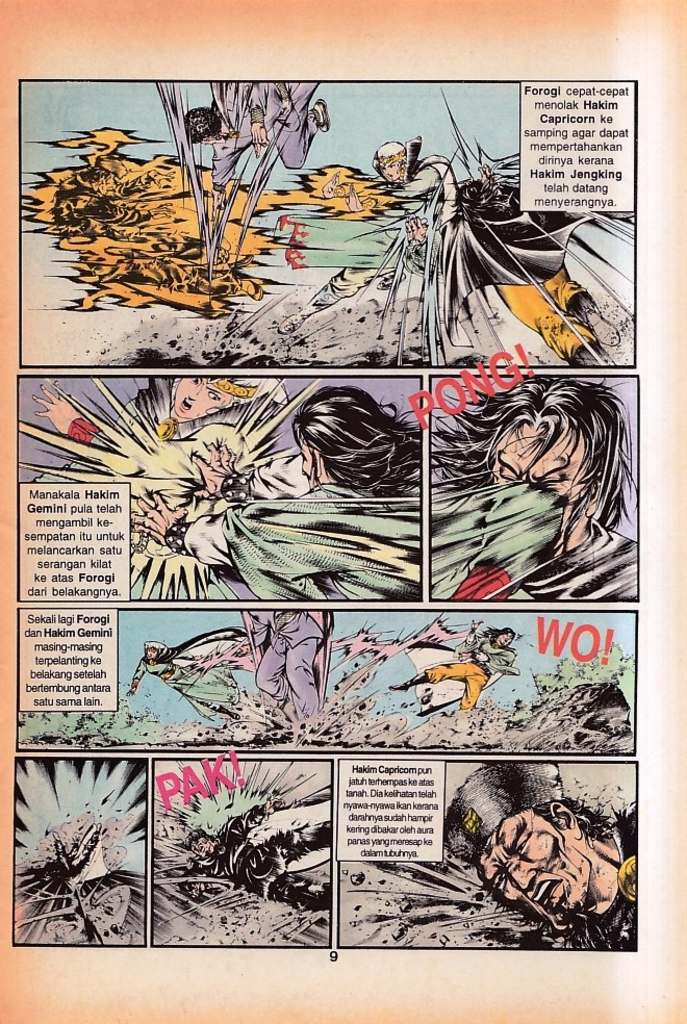 Forogi cepat-cepat
menolak Hakim
Capricorn ke
samping agar dapat
mempertahankan
dirinya kerana
Hakim Jengking
telah datang
menyerangnya.
PONG!
Manakala Hakim
Gemini pula telah
mengambil ke-
sempatan itu untuk
melancarkan satu
serangan kilat
ke atas Forogi
dari belakangnya.
Sekali lagi Forogi
dan Hakim Gemini
masing-masing
terpelanting ke
belakang setelah
bertembung antara
satu sama lain.
WO!
PAK!
Hakim Capricorn pun
jatuh terhempas ke atas
tanah. Dia kelihatan telah
nyawa-nyawa ikan kerana
darahnya sudah hampir
kering dibakar oleh aura
panas yang meresap ke
dalam tubuhnya.
9